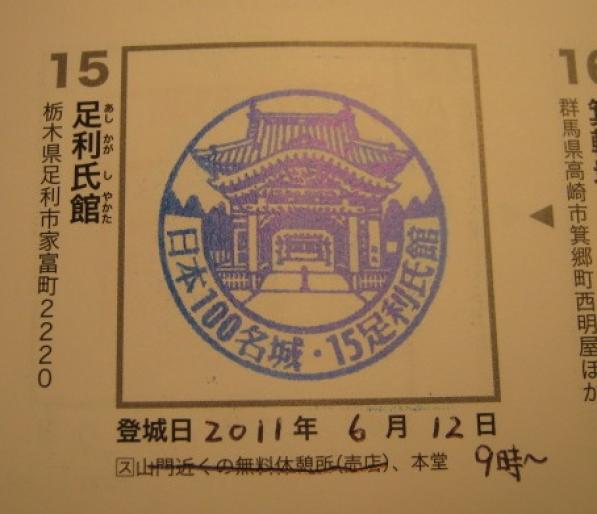 15
足利氏館
あし かが し やかた
栃木県足利市家富町2220
日本100名城・15足利氏館
登城日 2011年 6月 12日
ス 山門近くの無料休憩所(売店)、本堂 9時~
16
群馬県高崎市箕郷町西明屋ほか